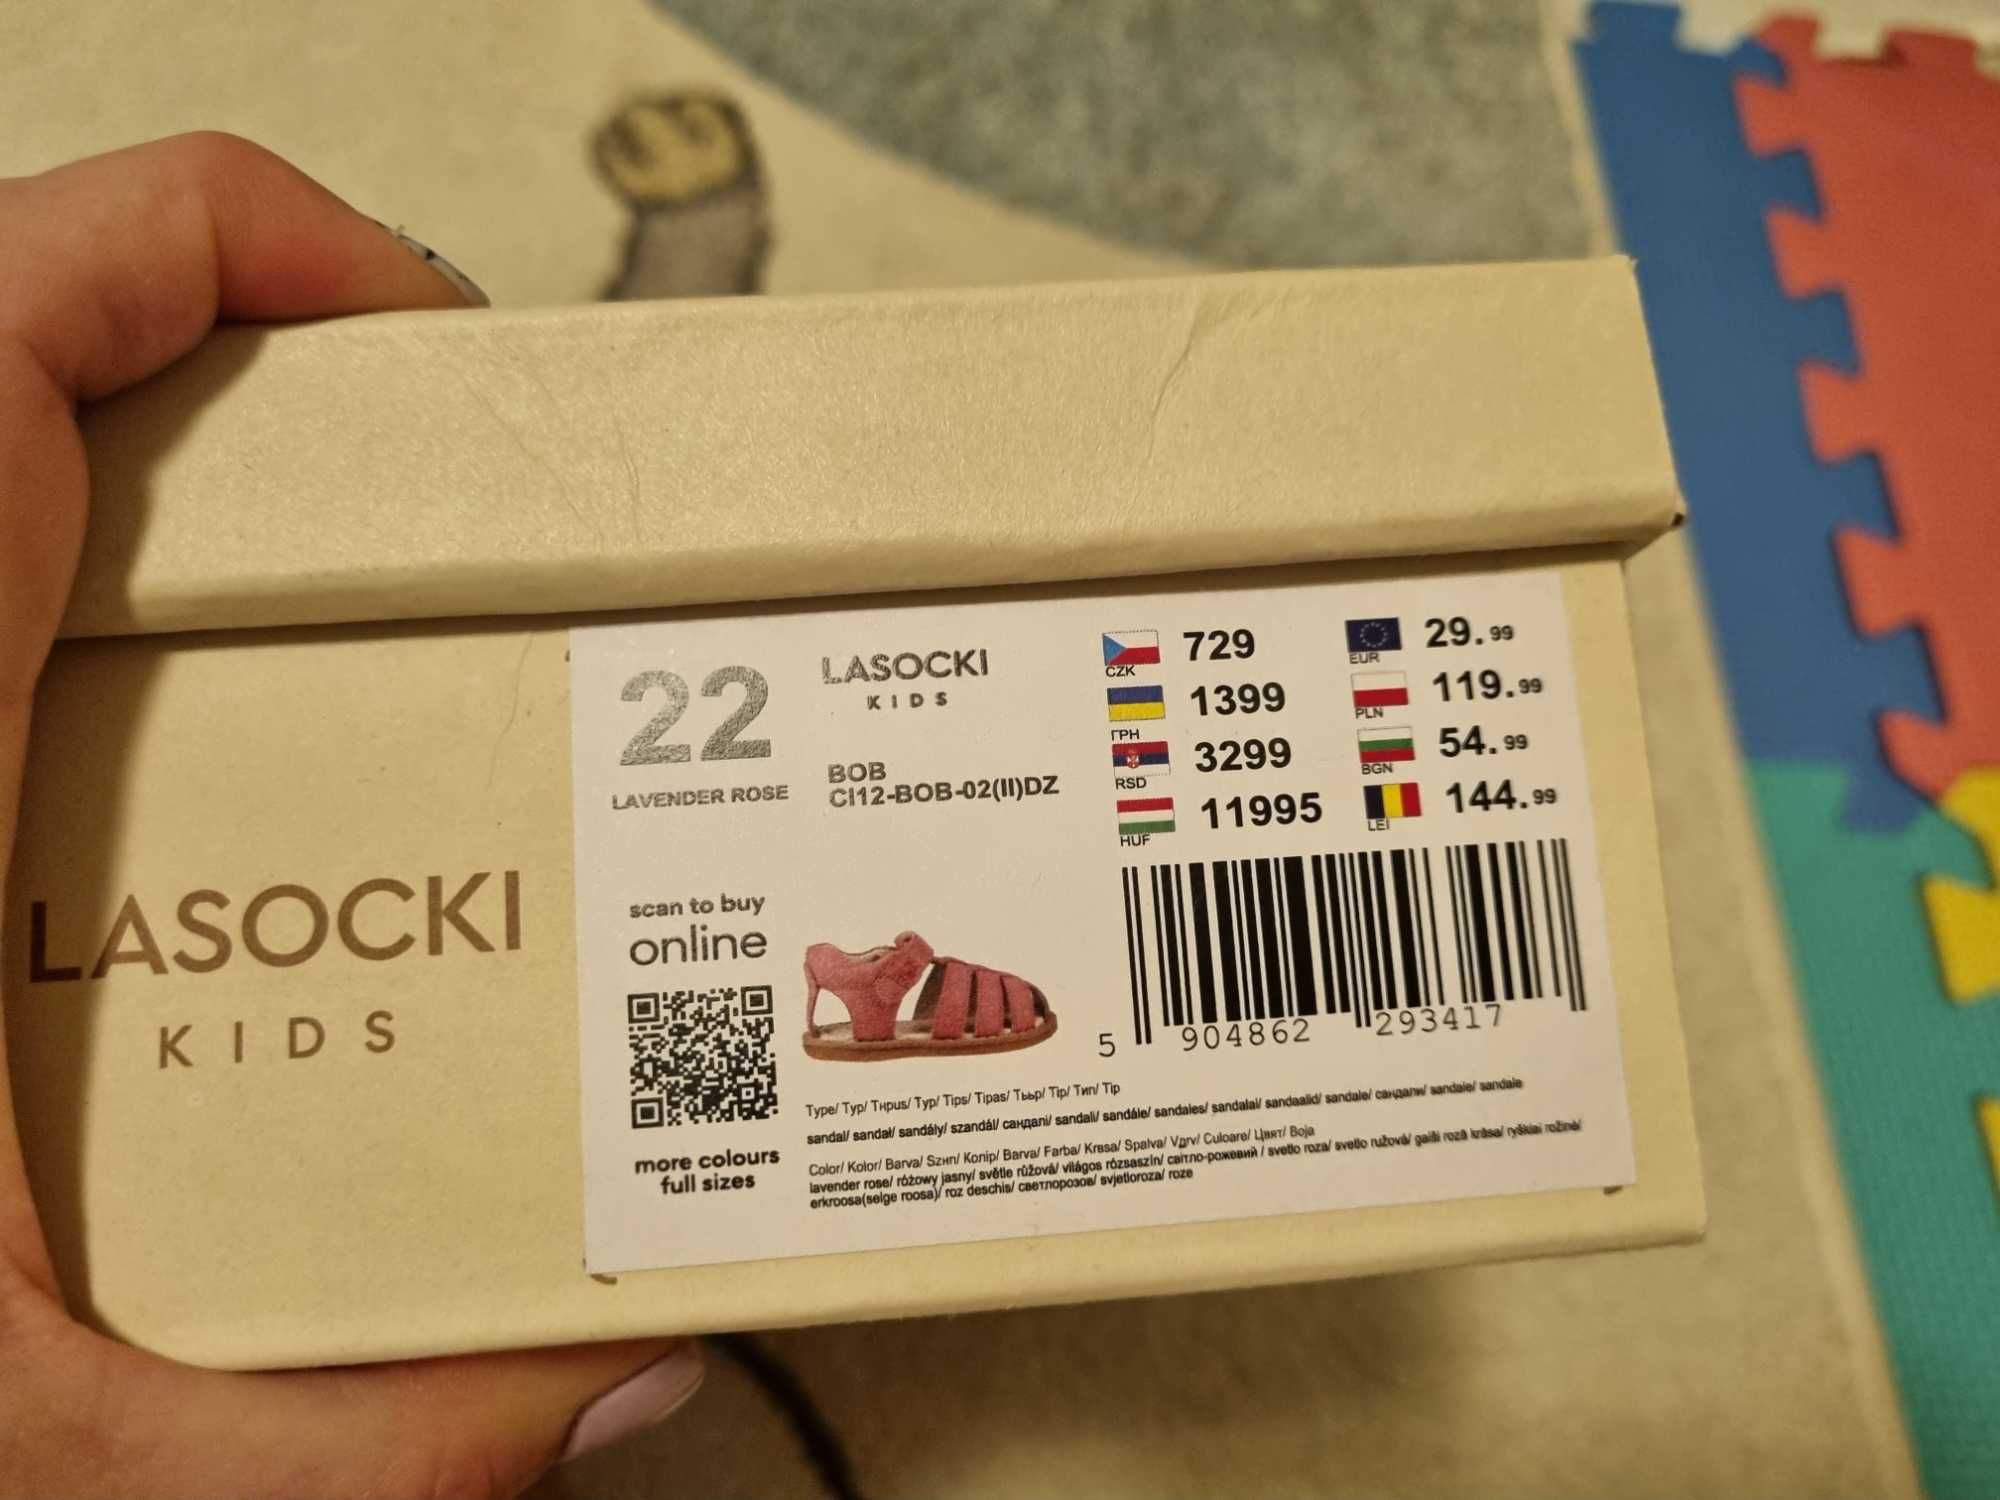 LASOCKI
KIDS
22
LAVENDER ROSE
LASOCKI
KIDS
BOB
CI12-BOB-02(II)DZ
CZK 729
ГРН 1399
RSD 3299
HUF 11995
EUR 29.99
PLN 119.99
BGN 54.99
LEI 144.99
scan to buy
online
more colours
full sizes
5 904862 293417
Type/ Typ/ Típus/ Typ/ Tips/ Tipas/ Tüüp/ Tip/ Тип/ Tip
sandal/ sandał/ sandály/ szandál/ сандалі/ sandali/ sandále/ sandales/ sandalai/ sandaalid/ sandale/ сандали/ sandale/ sandale
Color/ Kolor/ Barva/ Szín/ Колір/ Barva/ Farba/ Krasa/ Spalva/ Värv/ Culoare/ Цвят/ Boja
lavender rose/ różowy jasny/ světle růžová/ világos rózsaszín/ світло-рожевий / svetlo roza/ svetlo ružová/ gaiši rozā krāsa/ ryškiai rožinė/
erkroosa(selge roosa)/ roz deschis/ светлорозов/ svjetloroza/ roze